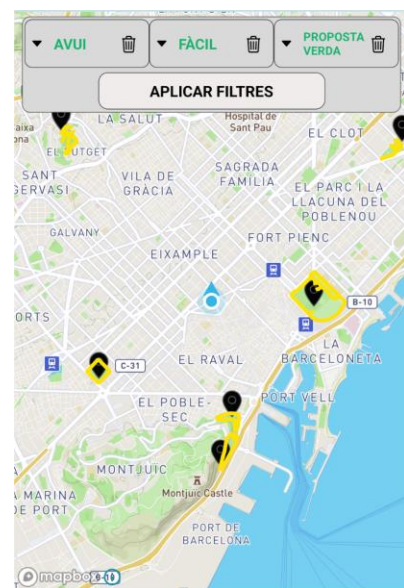 AVUI
FÀCIL
PROPOSTA
VERDA
APLICAR FILTRES
LA SALUT
Hospital de
Sant Pau
EL CLOT
SANT
GERVASI
VILA DE
GRÀCIA
SAGRADA
FAMÍLIA
EL PARC I LA
LLACUNA DEL
POBLENOU
GALVANY
FORT PIENC
EIXAMPLE
B-10
ORTS
LA
BARCELONETA
C-31
EL RAVAL
EL POBLE-
SEC
PORT VELL
MONTJUÏC
Montjuïc Castle
A MARINA
DE PORT
PORT DE
BARCELONA
mapbox